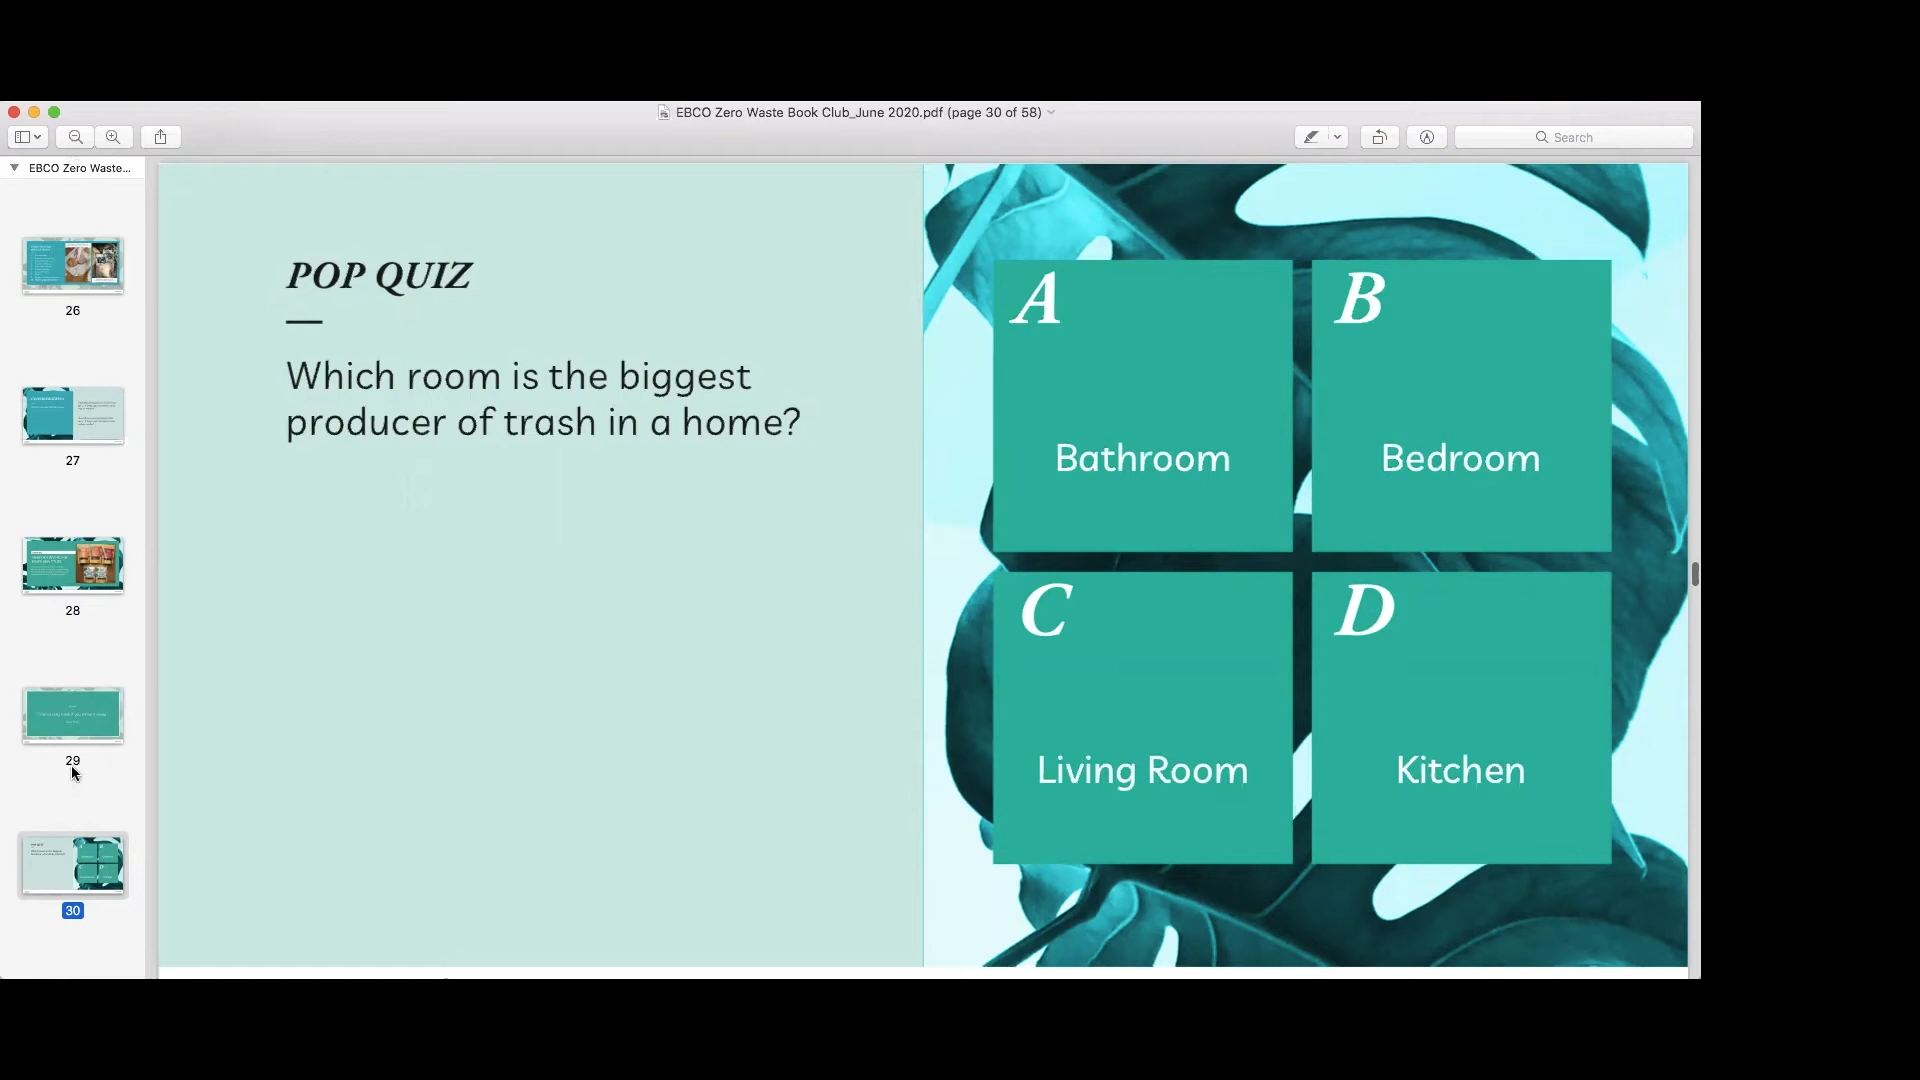 EBCO Zero Waste Book Club_June 2020.pdf (page 30 of 58)
Search
EBCO Zero Waste...
26
27
28
29
30
POP QUIZ
Which room is the biggest
producer of trash in a home?
A
Bathroom
B
Bedroom
C
Living Room
D
Kitchen